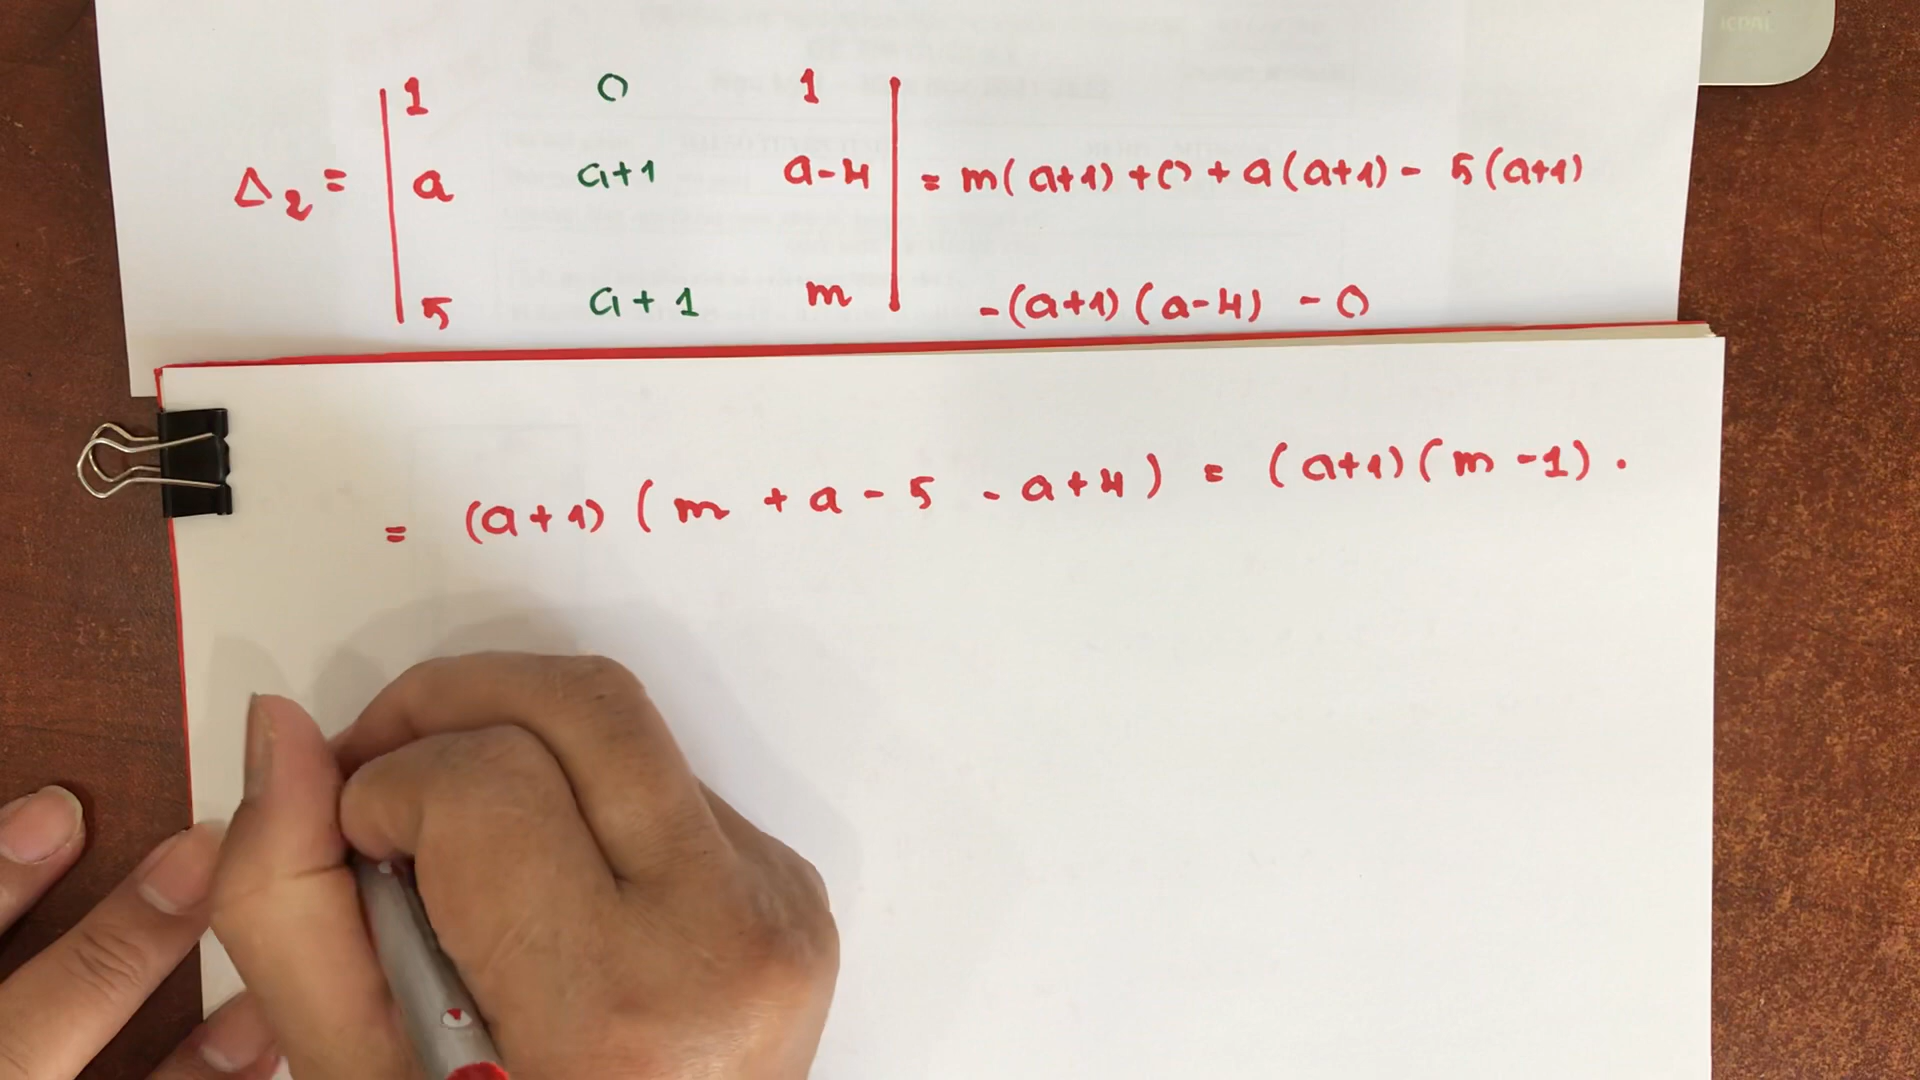 1 0 1
Δ₂ = a a+1 a-4 = m(a+1) + 0 + a(a+1) - 5(a+1)
5 a+1 m -(a+1)(a-4) - 0
= (a+1)(m + a - 5 - a+4) = (a+1)(m-1).